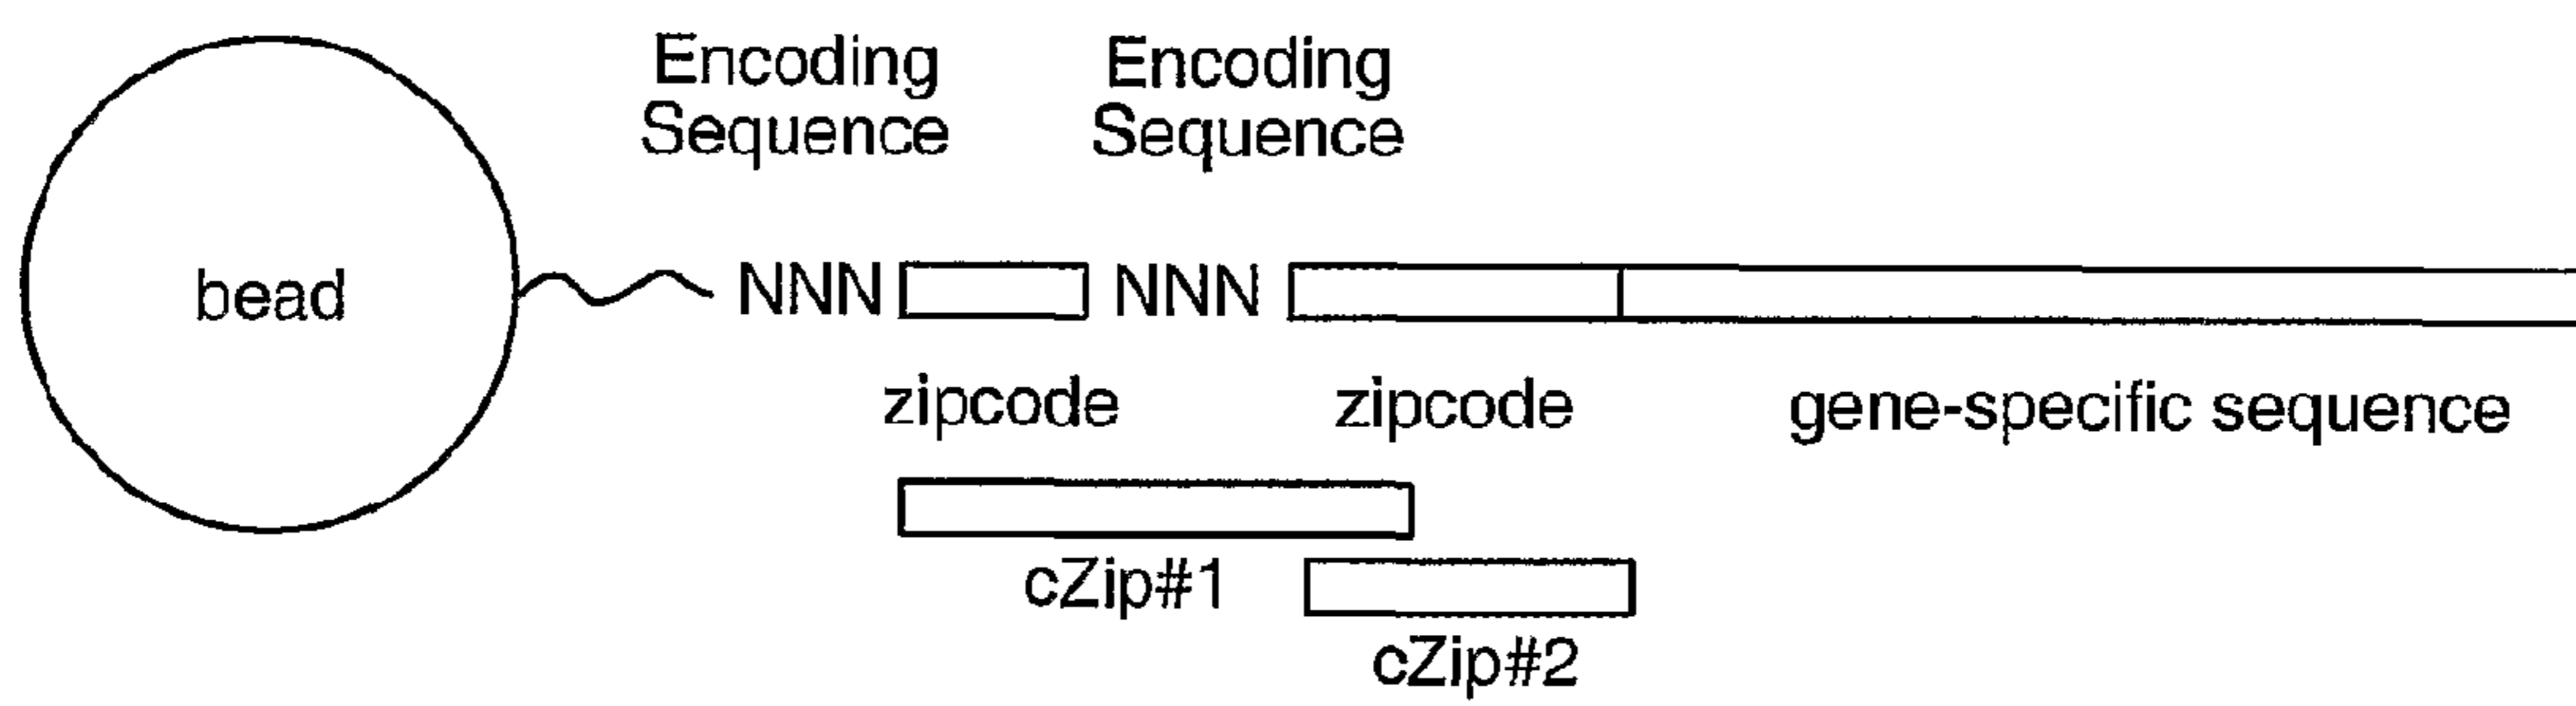 Encoding
Sequence
Encoding
Sequence
bead
NNN
NNN
zipcode
zipcode
gene-specific sequence
cZip#1
cZip#2